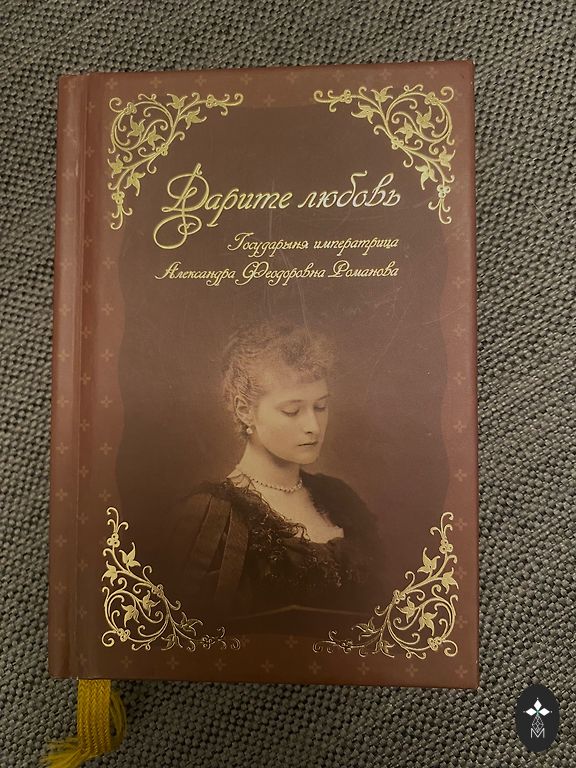 Дарите любовь
Государыня императрица
Александра Феодоровна Романова
M